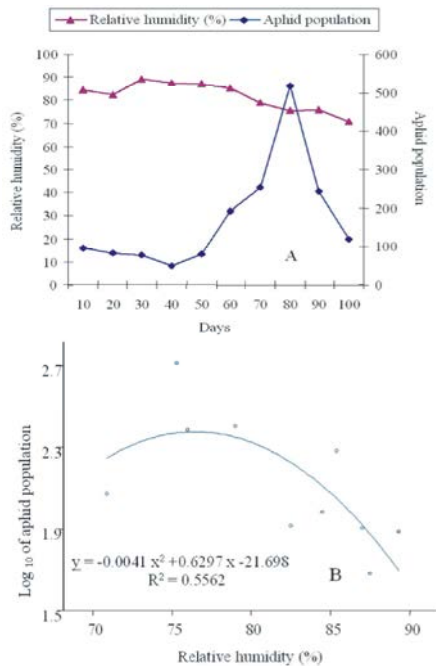 Relative humidity (%) Aphid population
100 600
90
80 500
70 400
60
50 300
40
30 200
20 100
10
0 0
Relative humidity (%)
Aphid population
A
10 20 30 40 50 60 70 80 90 100
Days
2.7
2.3
1.9
1.5
Log 10 of aphid population
y = -0.0041 x² +0.6297 x -21.698
R² = 0.5562
B
70 75 80 85 90
Relative humidity (%)